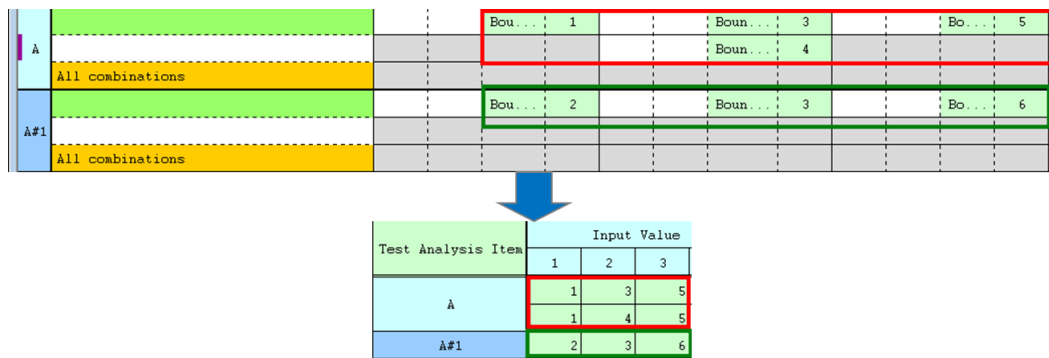 Bou... 1 Boun... 3 Bo... 5
A
Boun... 4
All combinations
Bou... 2 Boun... 3 Bo... 6
A#1
All combinations
Input Value
Test Analysis Item
1 2 3
1 3 5
A
1 4 5
A#1 2 3 6